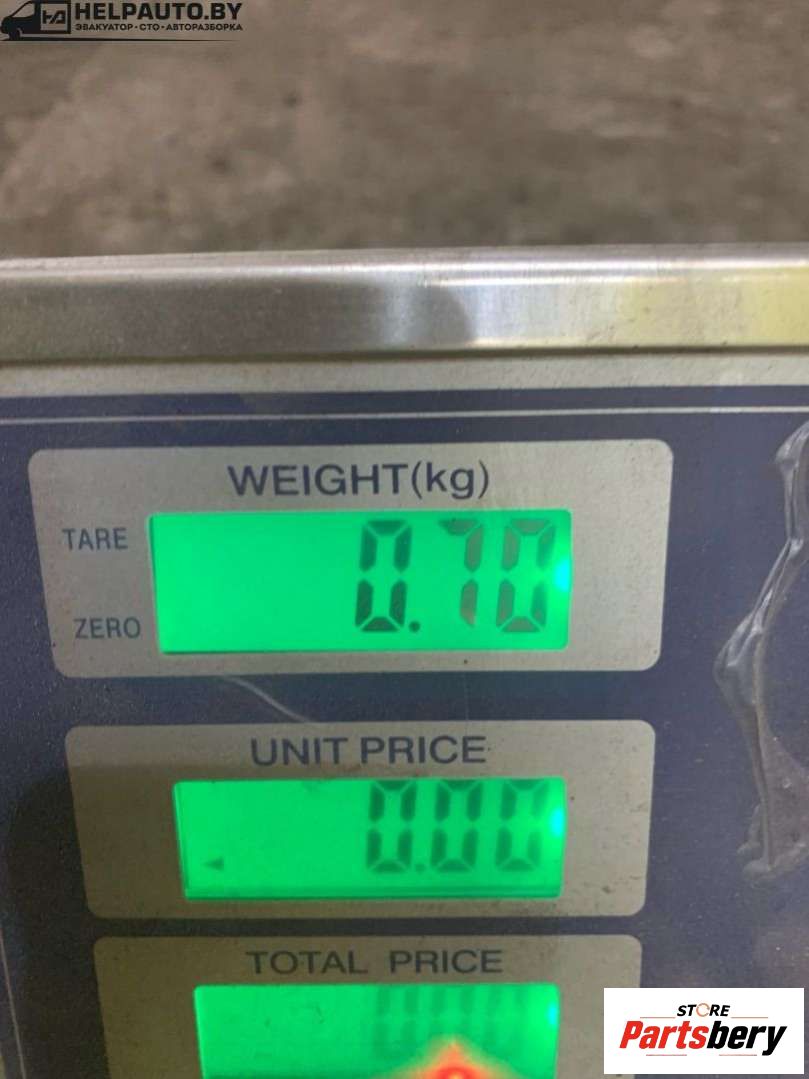 HELPAUTO.BY
ЭВАКУАТОР·СТО·АВТОРАЗБОРКА
WEIGHT(kg)
TARE
0.70
ZERO
UNIT PRICE
0.00
TOTAL PRICE
STORE
Partsbery